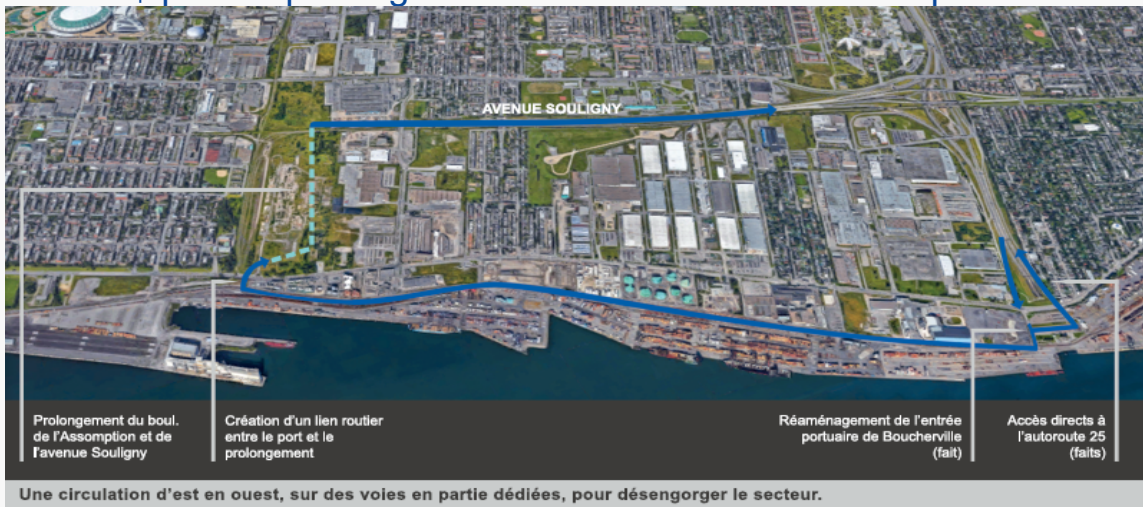 AVENUE SOULIGNY
Prolongement du boul.
de l'Assomption et de
l'avenue Souligny
Création d'un lien routier
entre le port et le
prolongement
Réaménagement de l'entrée
portuaire de Boucherville
(fait)
Accès directs à
l'autoroute 25
(faits)
Une circulation d'est en ouest, sur des voies en partie dédiées, pour désengorger le secteur.